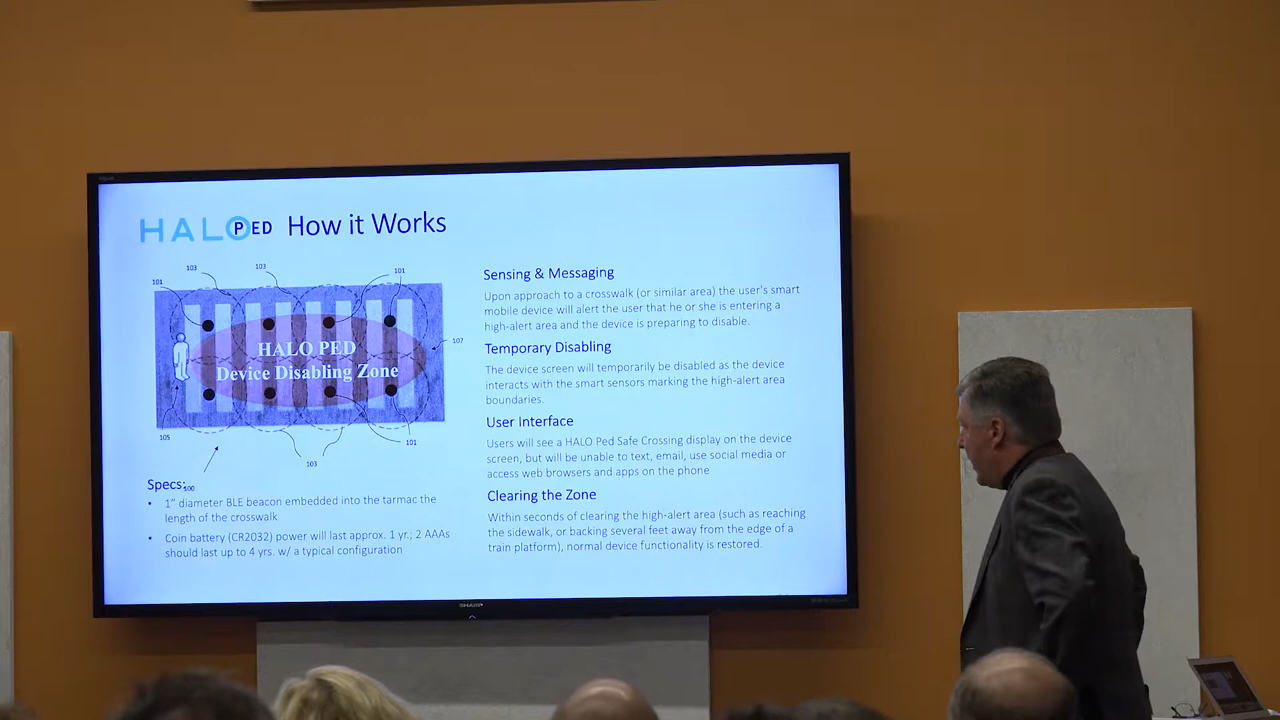 HALO PED How it Works
103
103
101
101
HALO PED
Device Disabling Zone
107
105
101
103
100
Specs:
• 1" diameter BLE beacon embedded into the tarmac the
length of the crosswalk
• Coin battery (CR2032) power will last approx. 1 yr.; 2 AAAs
should last up to 4 yrs. w/ a typical configuration
Sensing & Messaging
Upon approach to a crosswalk (or similar area) the user's smart
mobile device will alert the user that he or she is entering a
high-alert area and the device is preparing to disable.
Temporary Disabling
The device screen will temporarily be disabled as the device
interacts with the smart sensors marking the high-alert area
boundaries.
User Interface
Users will see a HALO Ped Safe Crossing display on the device
screen, but will be unable to text, email, use social media or
access web browsers and apps on the phone
Clearing the Zone
Within seconds of clearing the high-alert area (such as reaching
the sidewalk, or backing several feet away from the edge of a
train platform), normal device functionality is restored.
SHARP